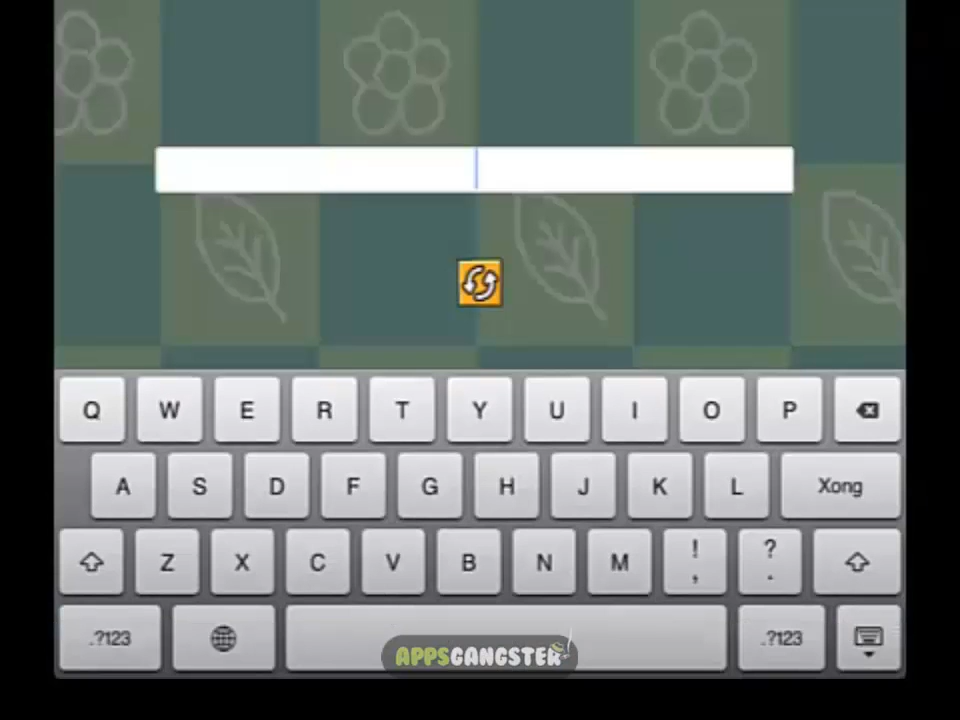 Q W E R T Y U I O P
A S D F G H J K L Xong
Z X C V B N M ! , ? .
.?123 .?123
APPSGANGSTER